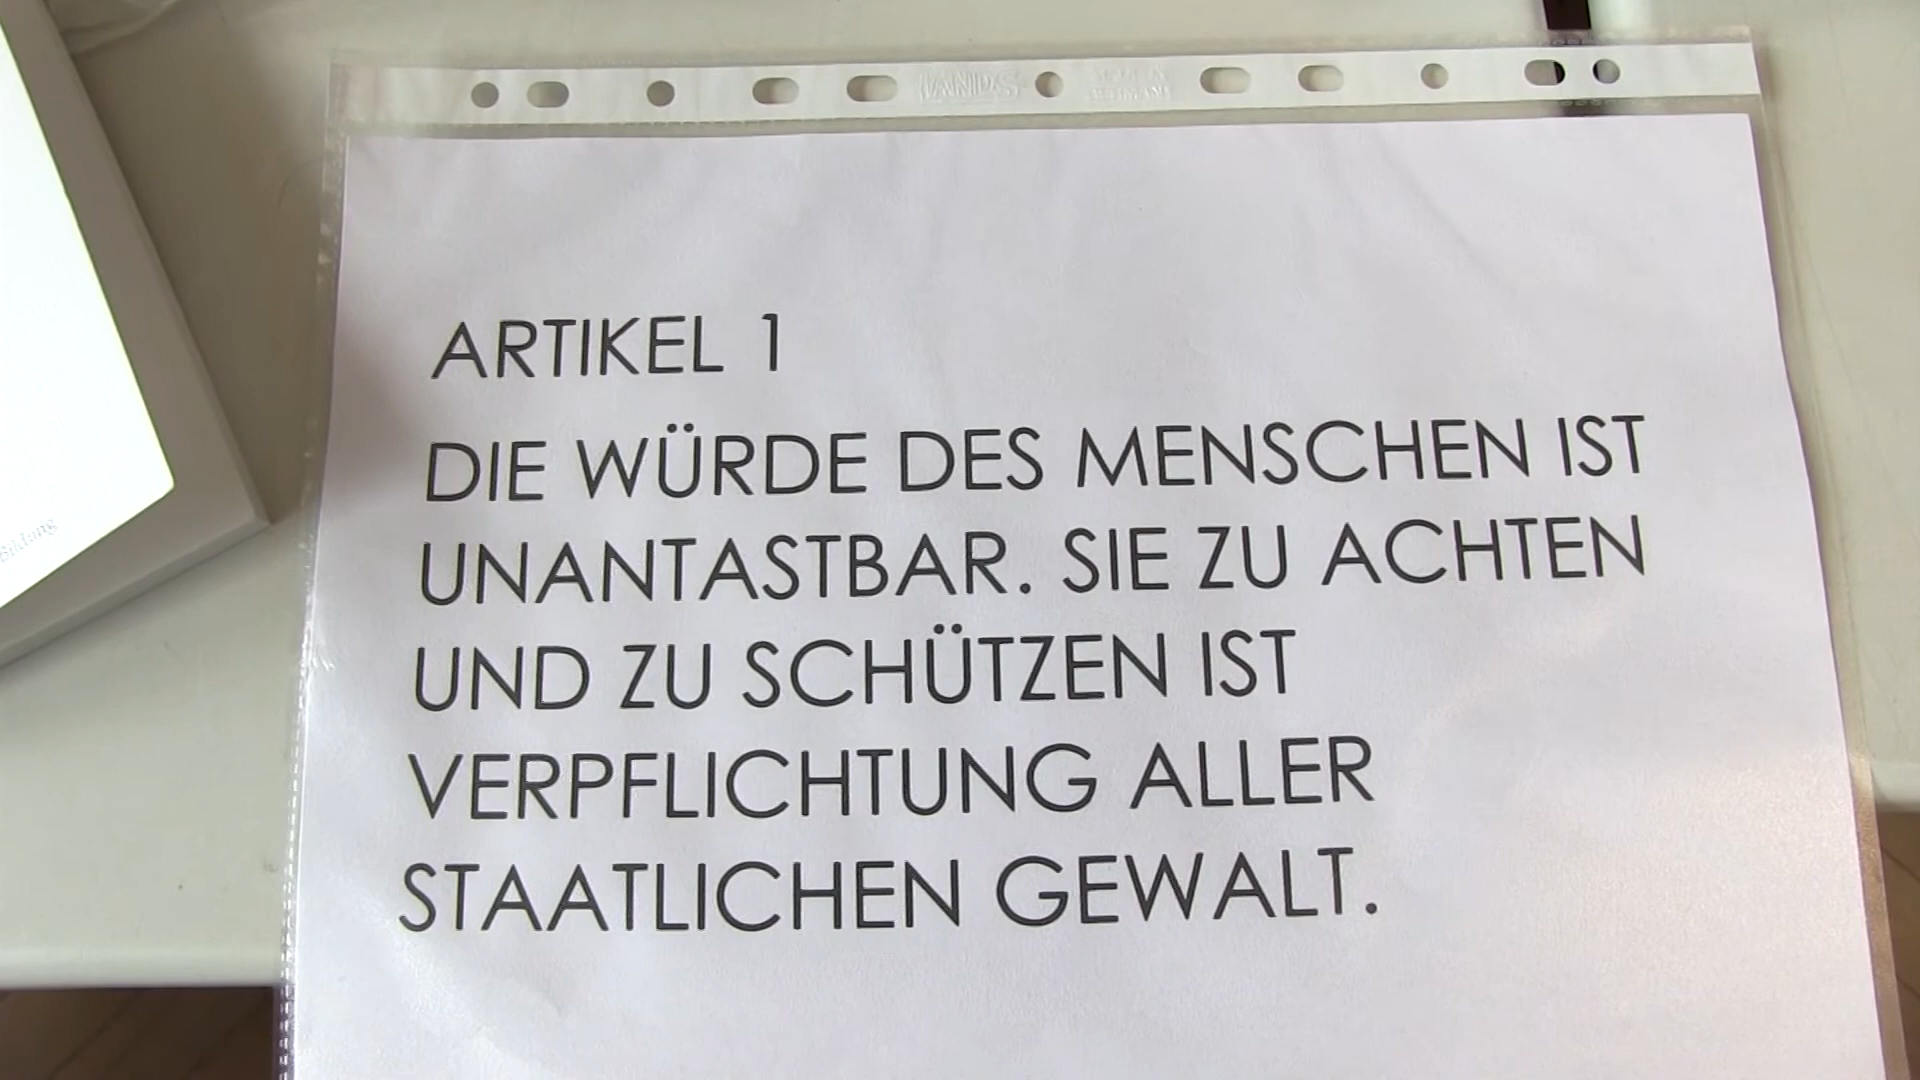 ARTIKEL 1
DIE WÜRDE DES MENSCHEN IST
UNANTASTBAR. SIE ZU ACHTEN
UND ZU SCHÜTZEN IST
VERPFLICHTUNG ALLER
STAATLICHEN GEWALT.
Bildung